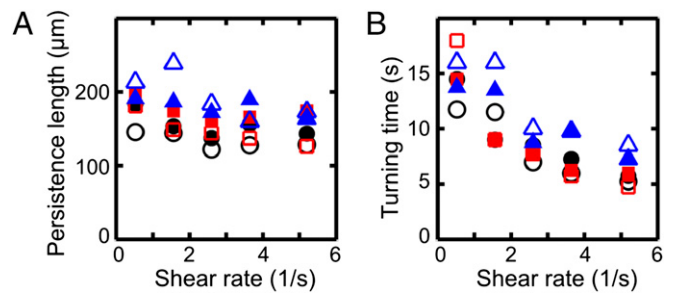 A
Persistence length (μm)
200
100
0
0 2 4 6
Shear rate (1/s)
B
Turning time (s)
15
10
5
0
0 2 4 6
Shear rate (1/s)